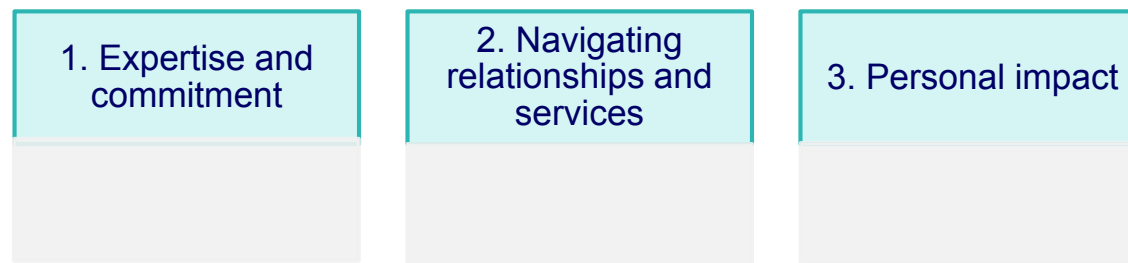 1. Expertise and
commitment
2. Navigating
relationships and
services
3. Personal impact